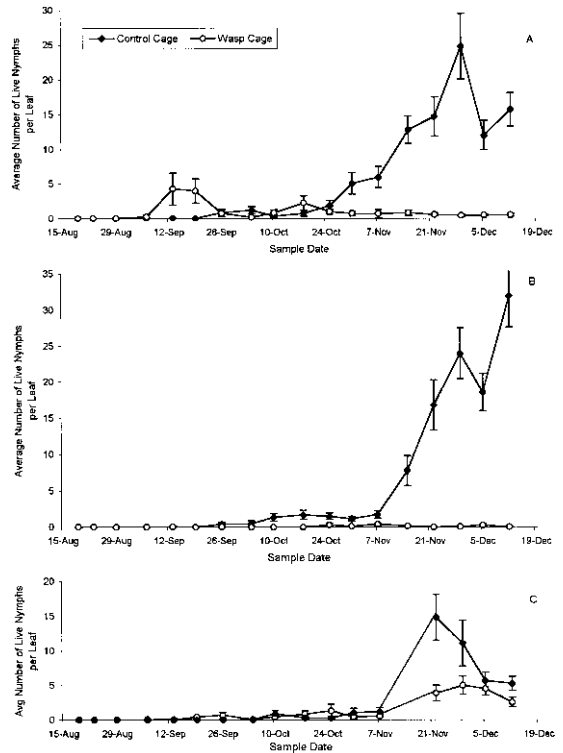 30
25
20
15
10
5
0
Average Number of Live Nymphs
per Leaf
Control Cage
Wasp Cage
A
15-Aug 29-Aug 12-Sep 26-Sep 10-Oct 24-Oct 7-Nov 21-Nov 5-Dec 19-Dec
Sample Date
35
30
25
20
15
10
5
0
Average Number of Live Nymphs
per Leaf
B
15-Aug 29-Aug 12-Sep 26-Sep 10-Oct 24-Oct 7-Nov 21-Nov 5-Dec 19-Dec
Sample Date
20
15
10
5
0
Avg Number of Live Nymphs
per Leaf
C
15-Aug 29-Aug 12-Sep 26-Sep 10-Oct 24-Oct 7-Nov 21-Nov 5-Dec 19-Dec
Sample Date